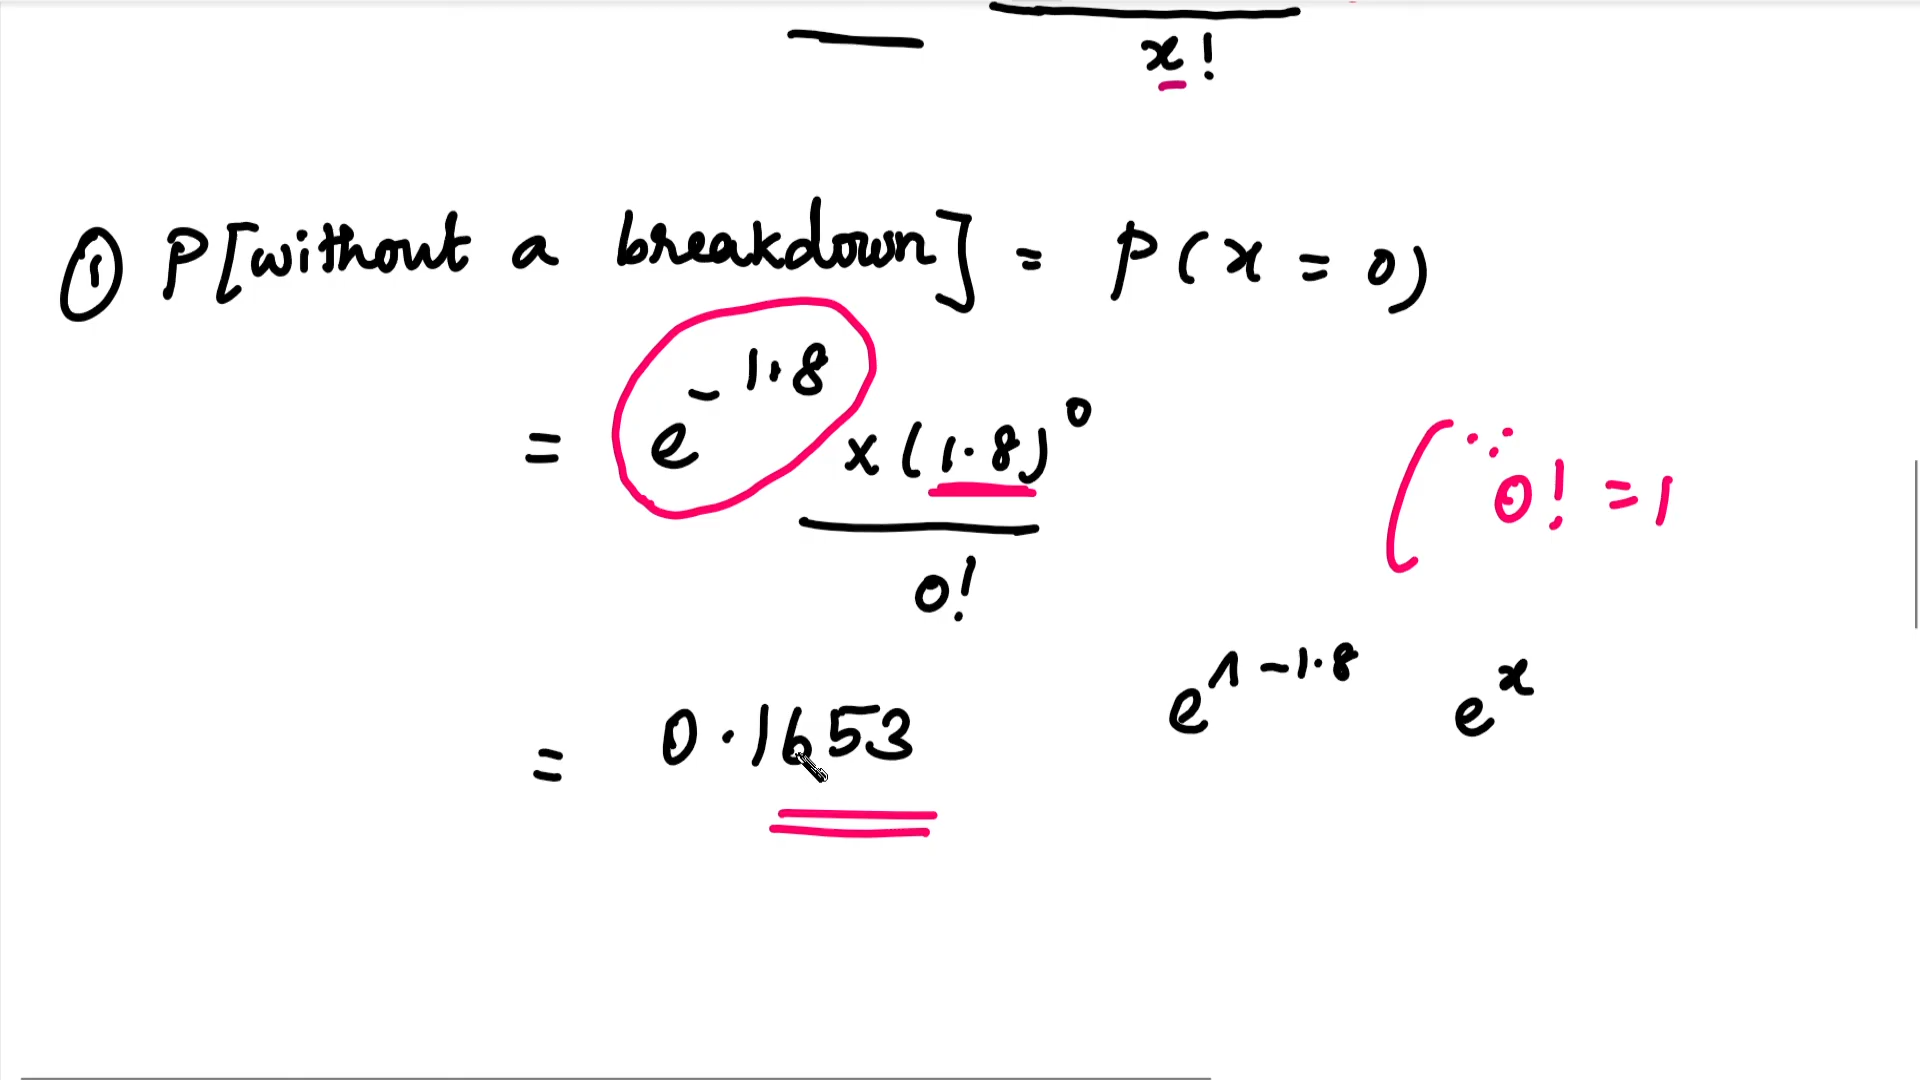 x!
① P[without a breakdown] = P(x = 0)
= e^-1.8 x (1.8)^0
0!
(∵ 0! = 1
e^-1.8 e^x
= 0.1653